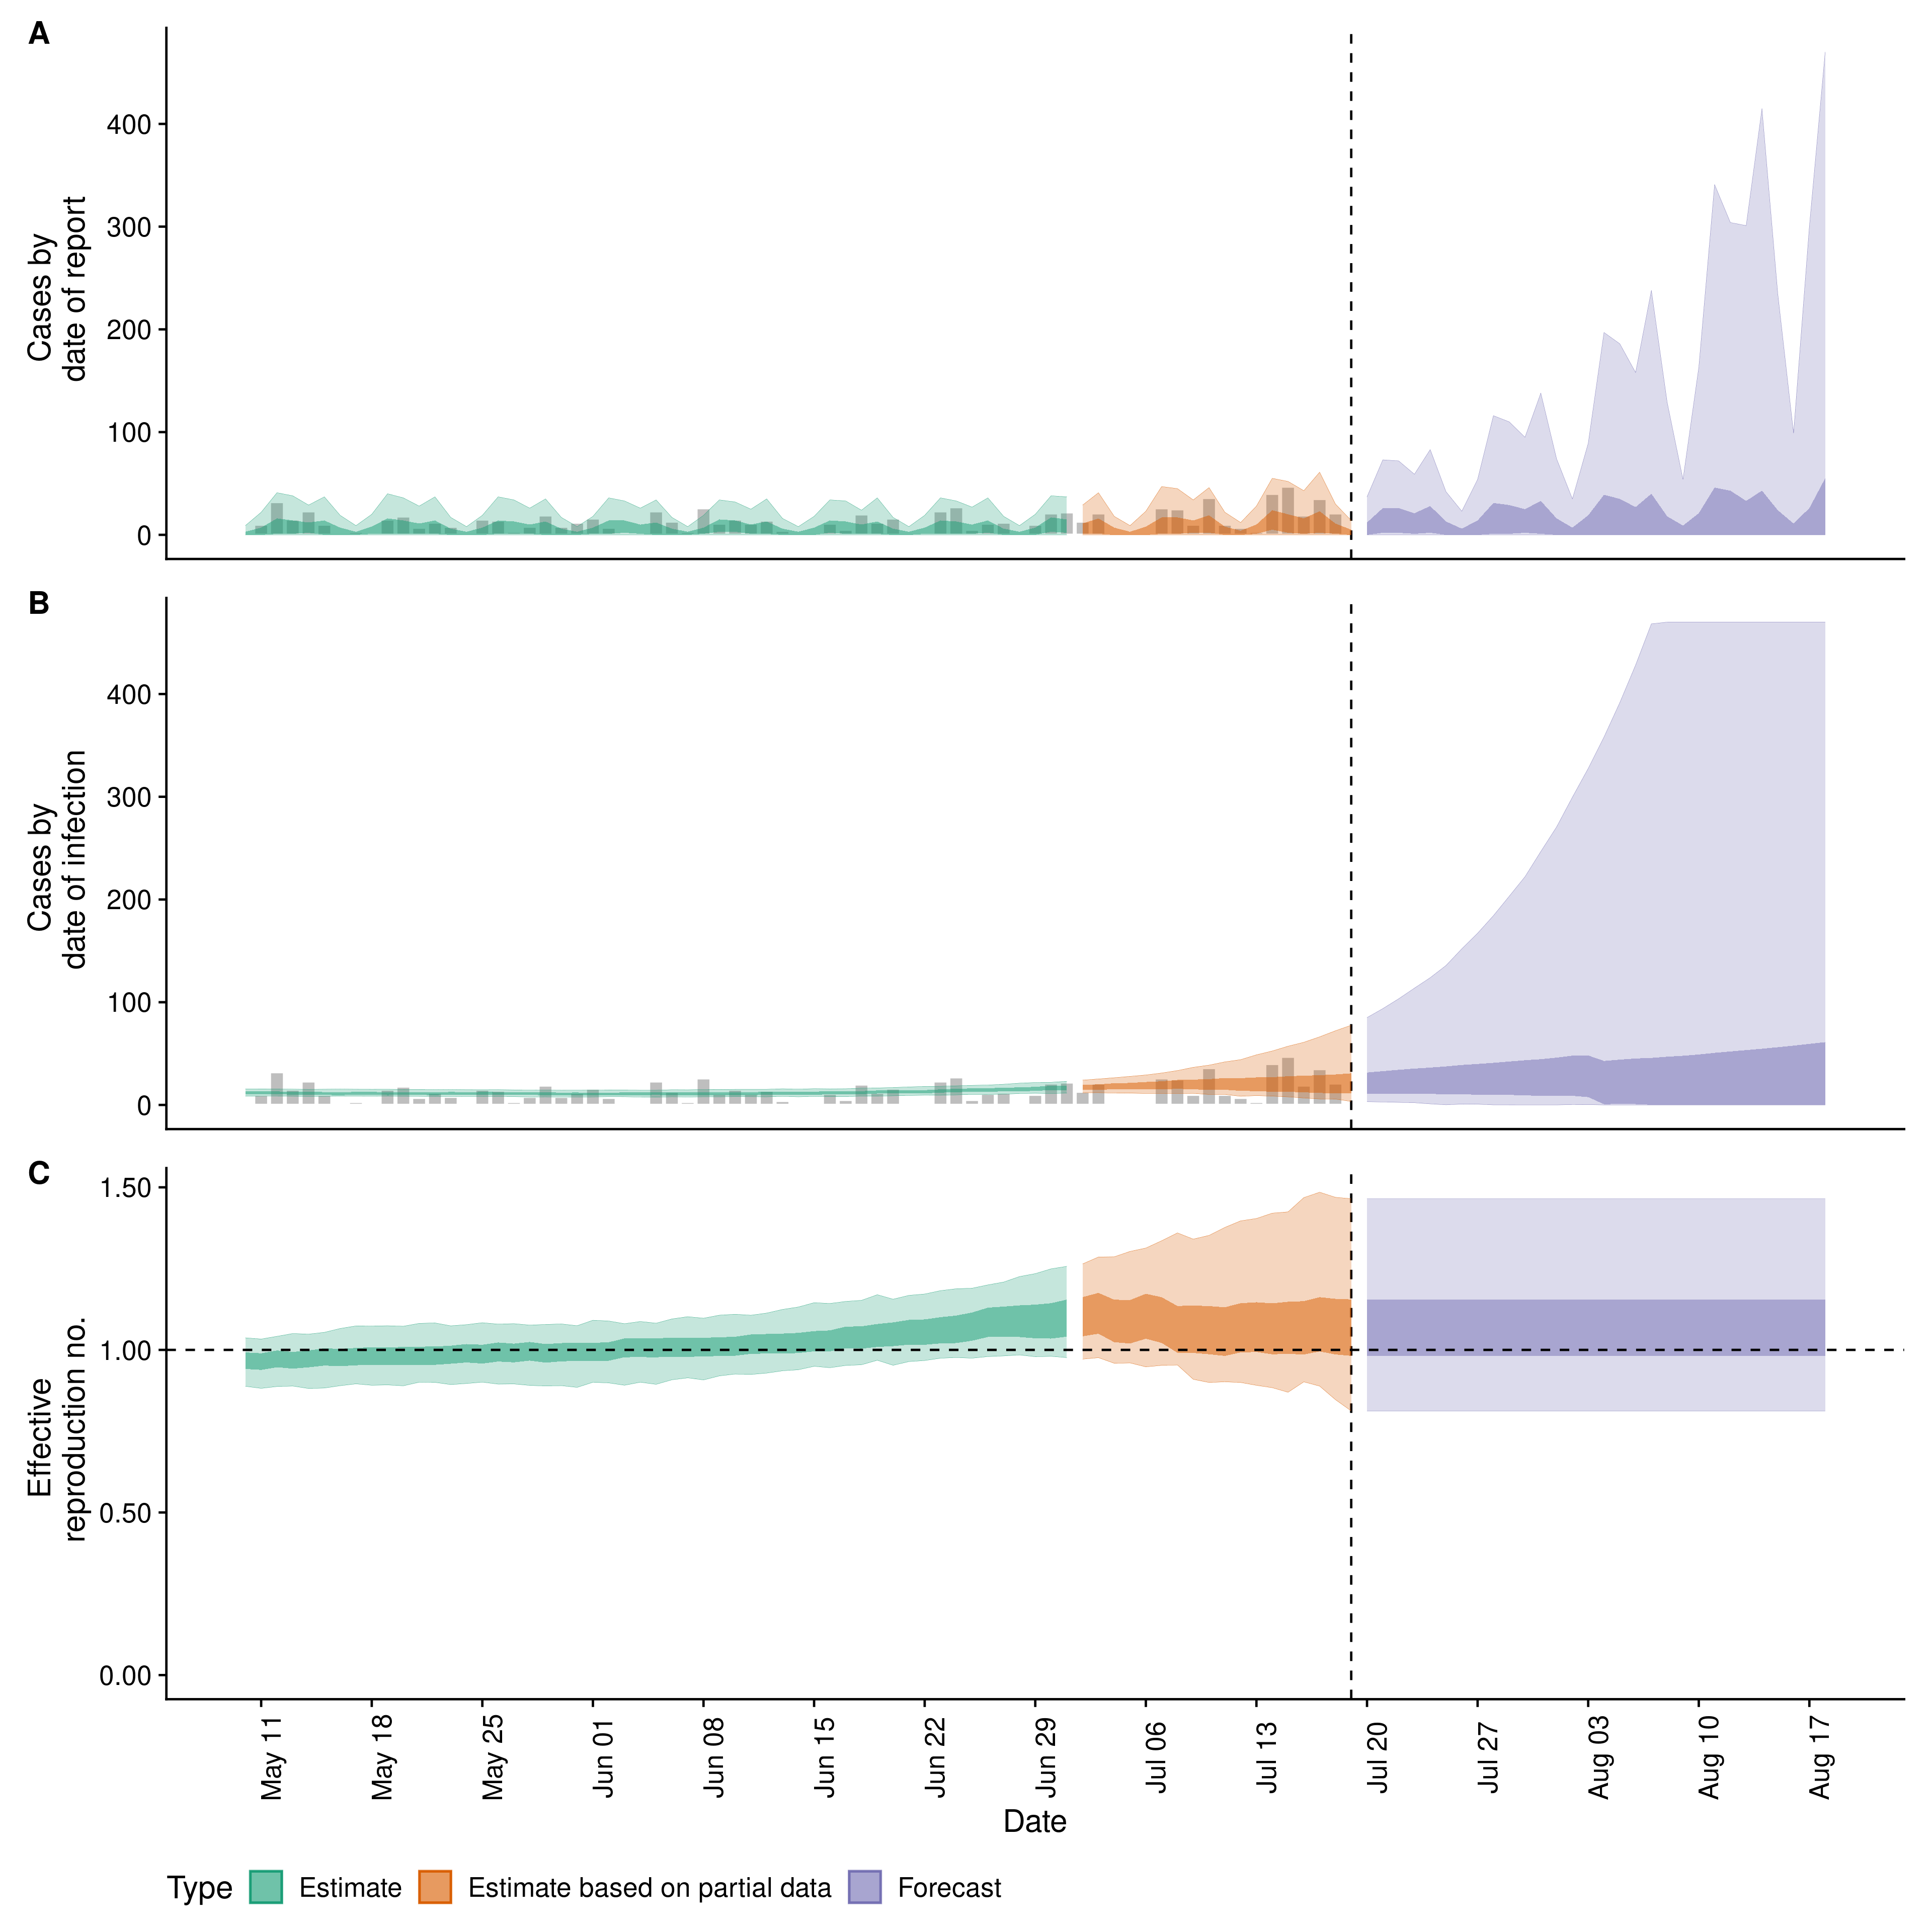 A
Cases by
date of report
400
300
200
100
0
B
Cases by
date of infection
400
300
200
100
0
C
Effective
reproduction no.
1.50
1.00
0.50
0.00
May 11
May 18
May 25
Jun 01
Jun 08
Jun 15
Jun 22
Jun 29
Jul 06
Jul 13
Jul 20
Jul 27
Aug 03
Aug 10
Aug 17
Date
Type Estimate Estimate based on partial data Forecast